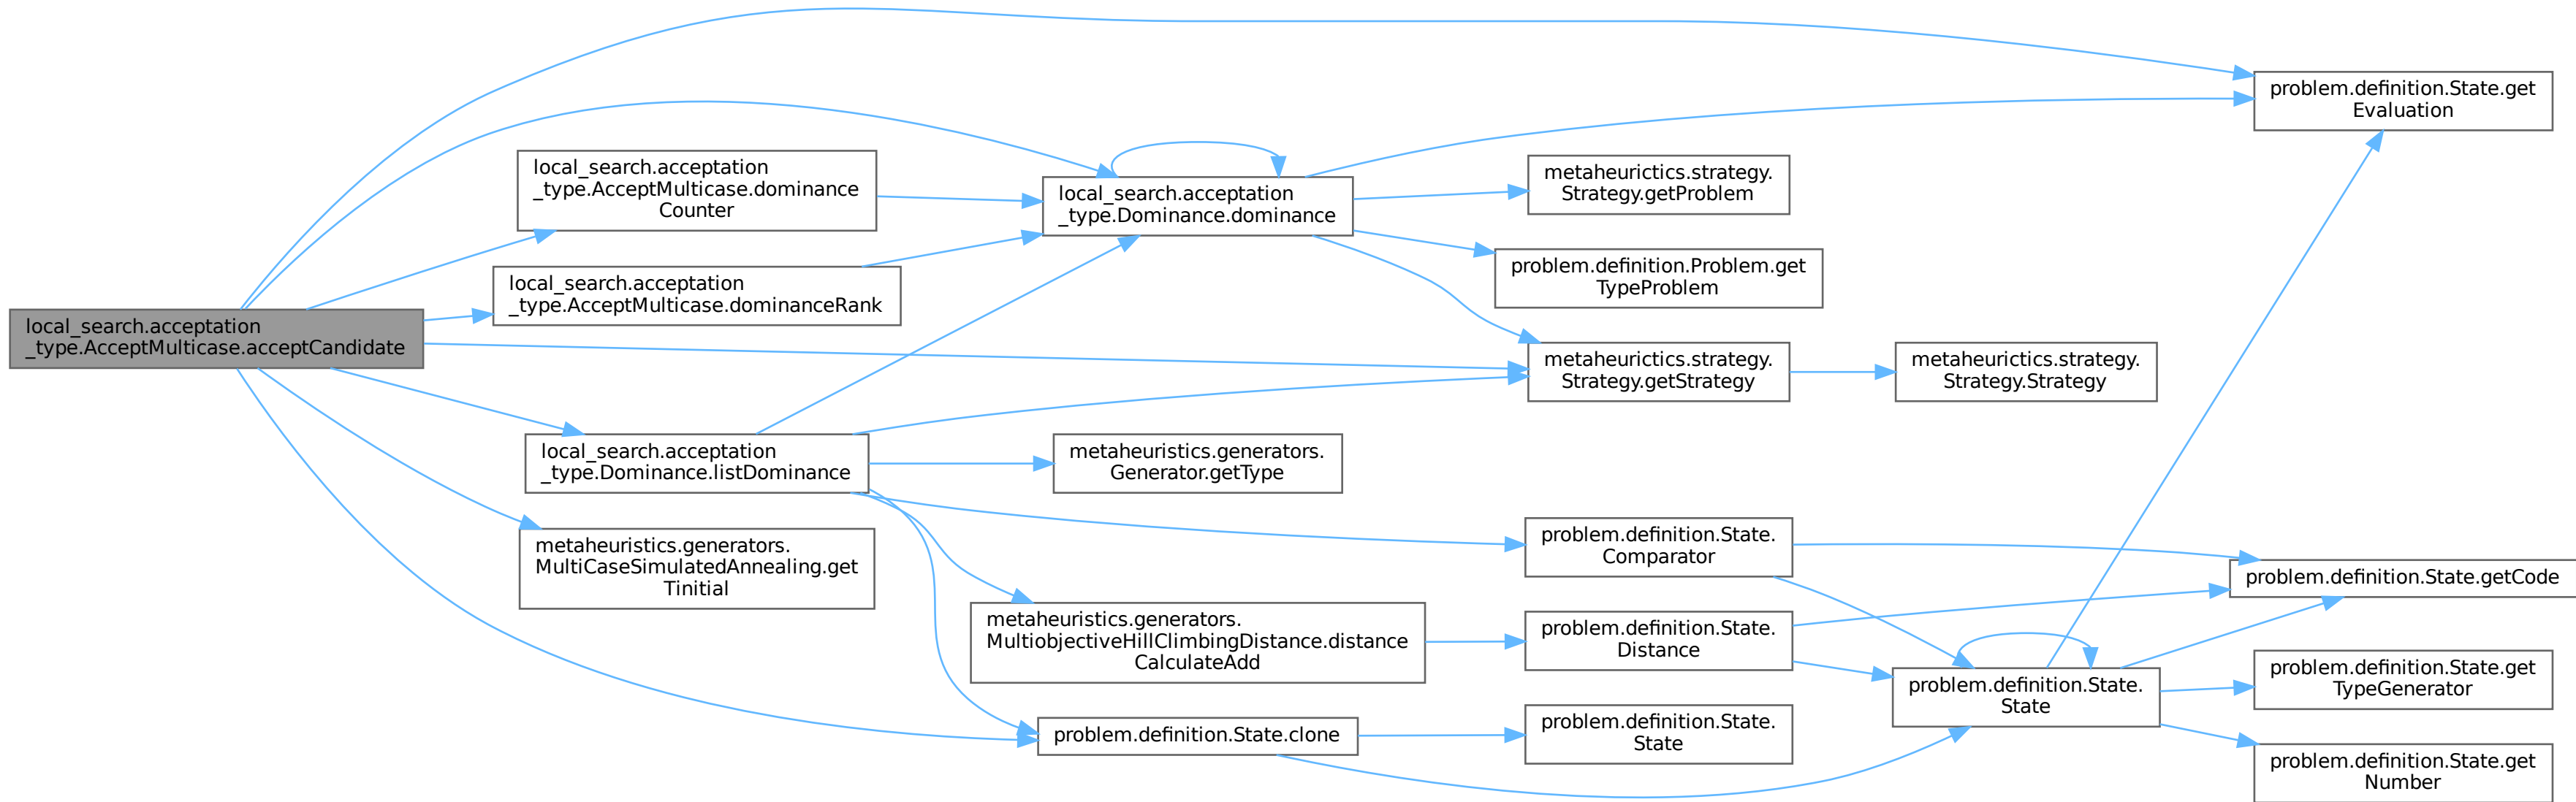 local_search.acceptation
_type.AcceptMulticase.acceptCandidate
local_search.acceptation
_type.AcceptMulticase.dominance
Counter
local_search.acceptation
_type.AcceptMulticase.dominanceRank
local_search.acceptation
_type.Dominance.listDominance
metaheuristics.generators.
MultiCaseSimulatedAnnealing.get
Tinitial
local_search.acceptation
_type.Dominance.dominance
metaheuristics.generators.
Generator.getType
metaheuristics.generators.
MultiobjectiveHillClimbingDistance.distance
CalculateAdd
problem.definition.State.clone
metaheurictics.strategy.
Strategy.getProblem
problem.definition.Problem.get
TypeProblem
metaheurictics.strategy.
Strategy.getStrategy
problem.definition.State.
Comparator
problem.definition.State.
Distance
problem.definition.State.
State
metaheurictics.strategy.
Strategy.Strategy
problem.definition.State.
State
problem.definition.State.get
Evaluation
problem.definition.State.getCode
problem.definition.State.get
TypeGenerator
problem.definition.State.get
Number